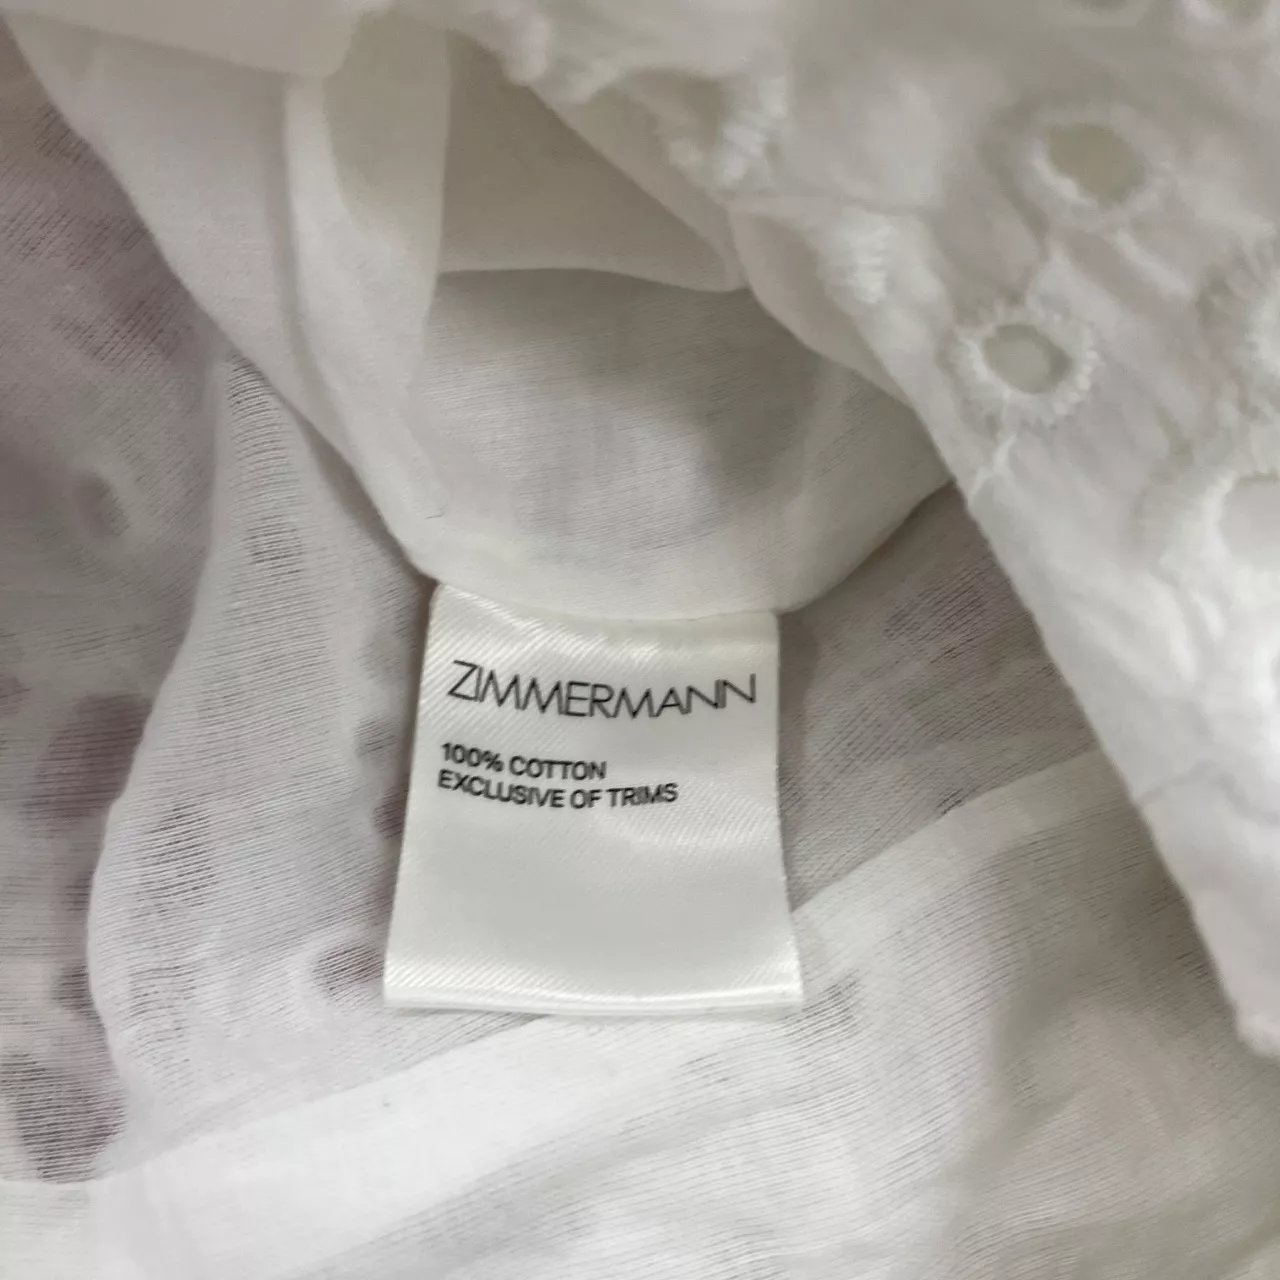 ZIMMERMANN
100% COTTON
EXCLUSIVE OF TRIMS